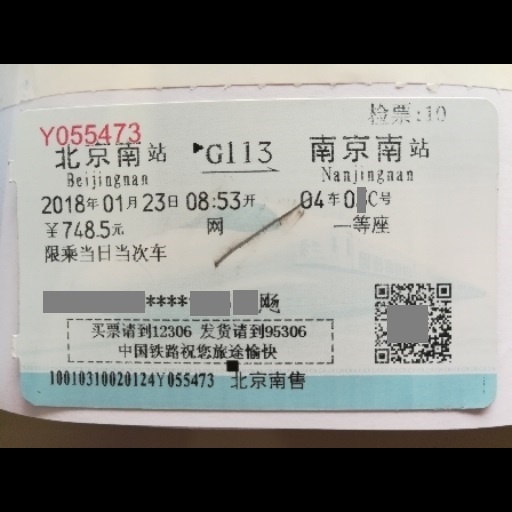 检票:10
Y055473
北京南站 G113 南京南站
Beijingnan Nanjingnan
2018年01月23日08:53开 04车0 C号
￥748.5元 网 一等座
限乘当日当次车
**** 飏
买票请到12306 发货请到95306
中国铁路祝您旅途愉快
10010310020124Y055473 北京南售